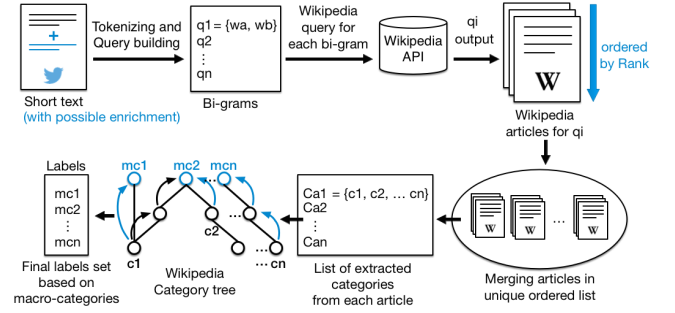 Short text
(with possible enrichment)
Tokenizing and
Query building
q1 = {wa, wb}
q2
⋮
qn
Bi-grams
Wikipedia
query for
each bi-gram
Wikipedia
API
qi
output
W
Wikipedia
articles for qi
ordered
by Rank
W
W
...
W
Merging articles in
unique ordered list
Ca1 = {c1, c2, ... cn}
Ca2
⋮
Can
List of extracted
categories
from each article
mc1
mc2
mcn
...
...
c2
c1
...
... cn
Wikipedia
Category tree
Labels
mc1
mc2
⋮
mcn
Final labels set
based on
macro-categories